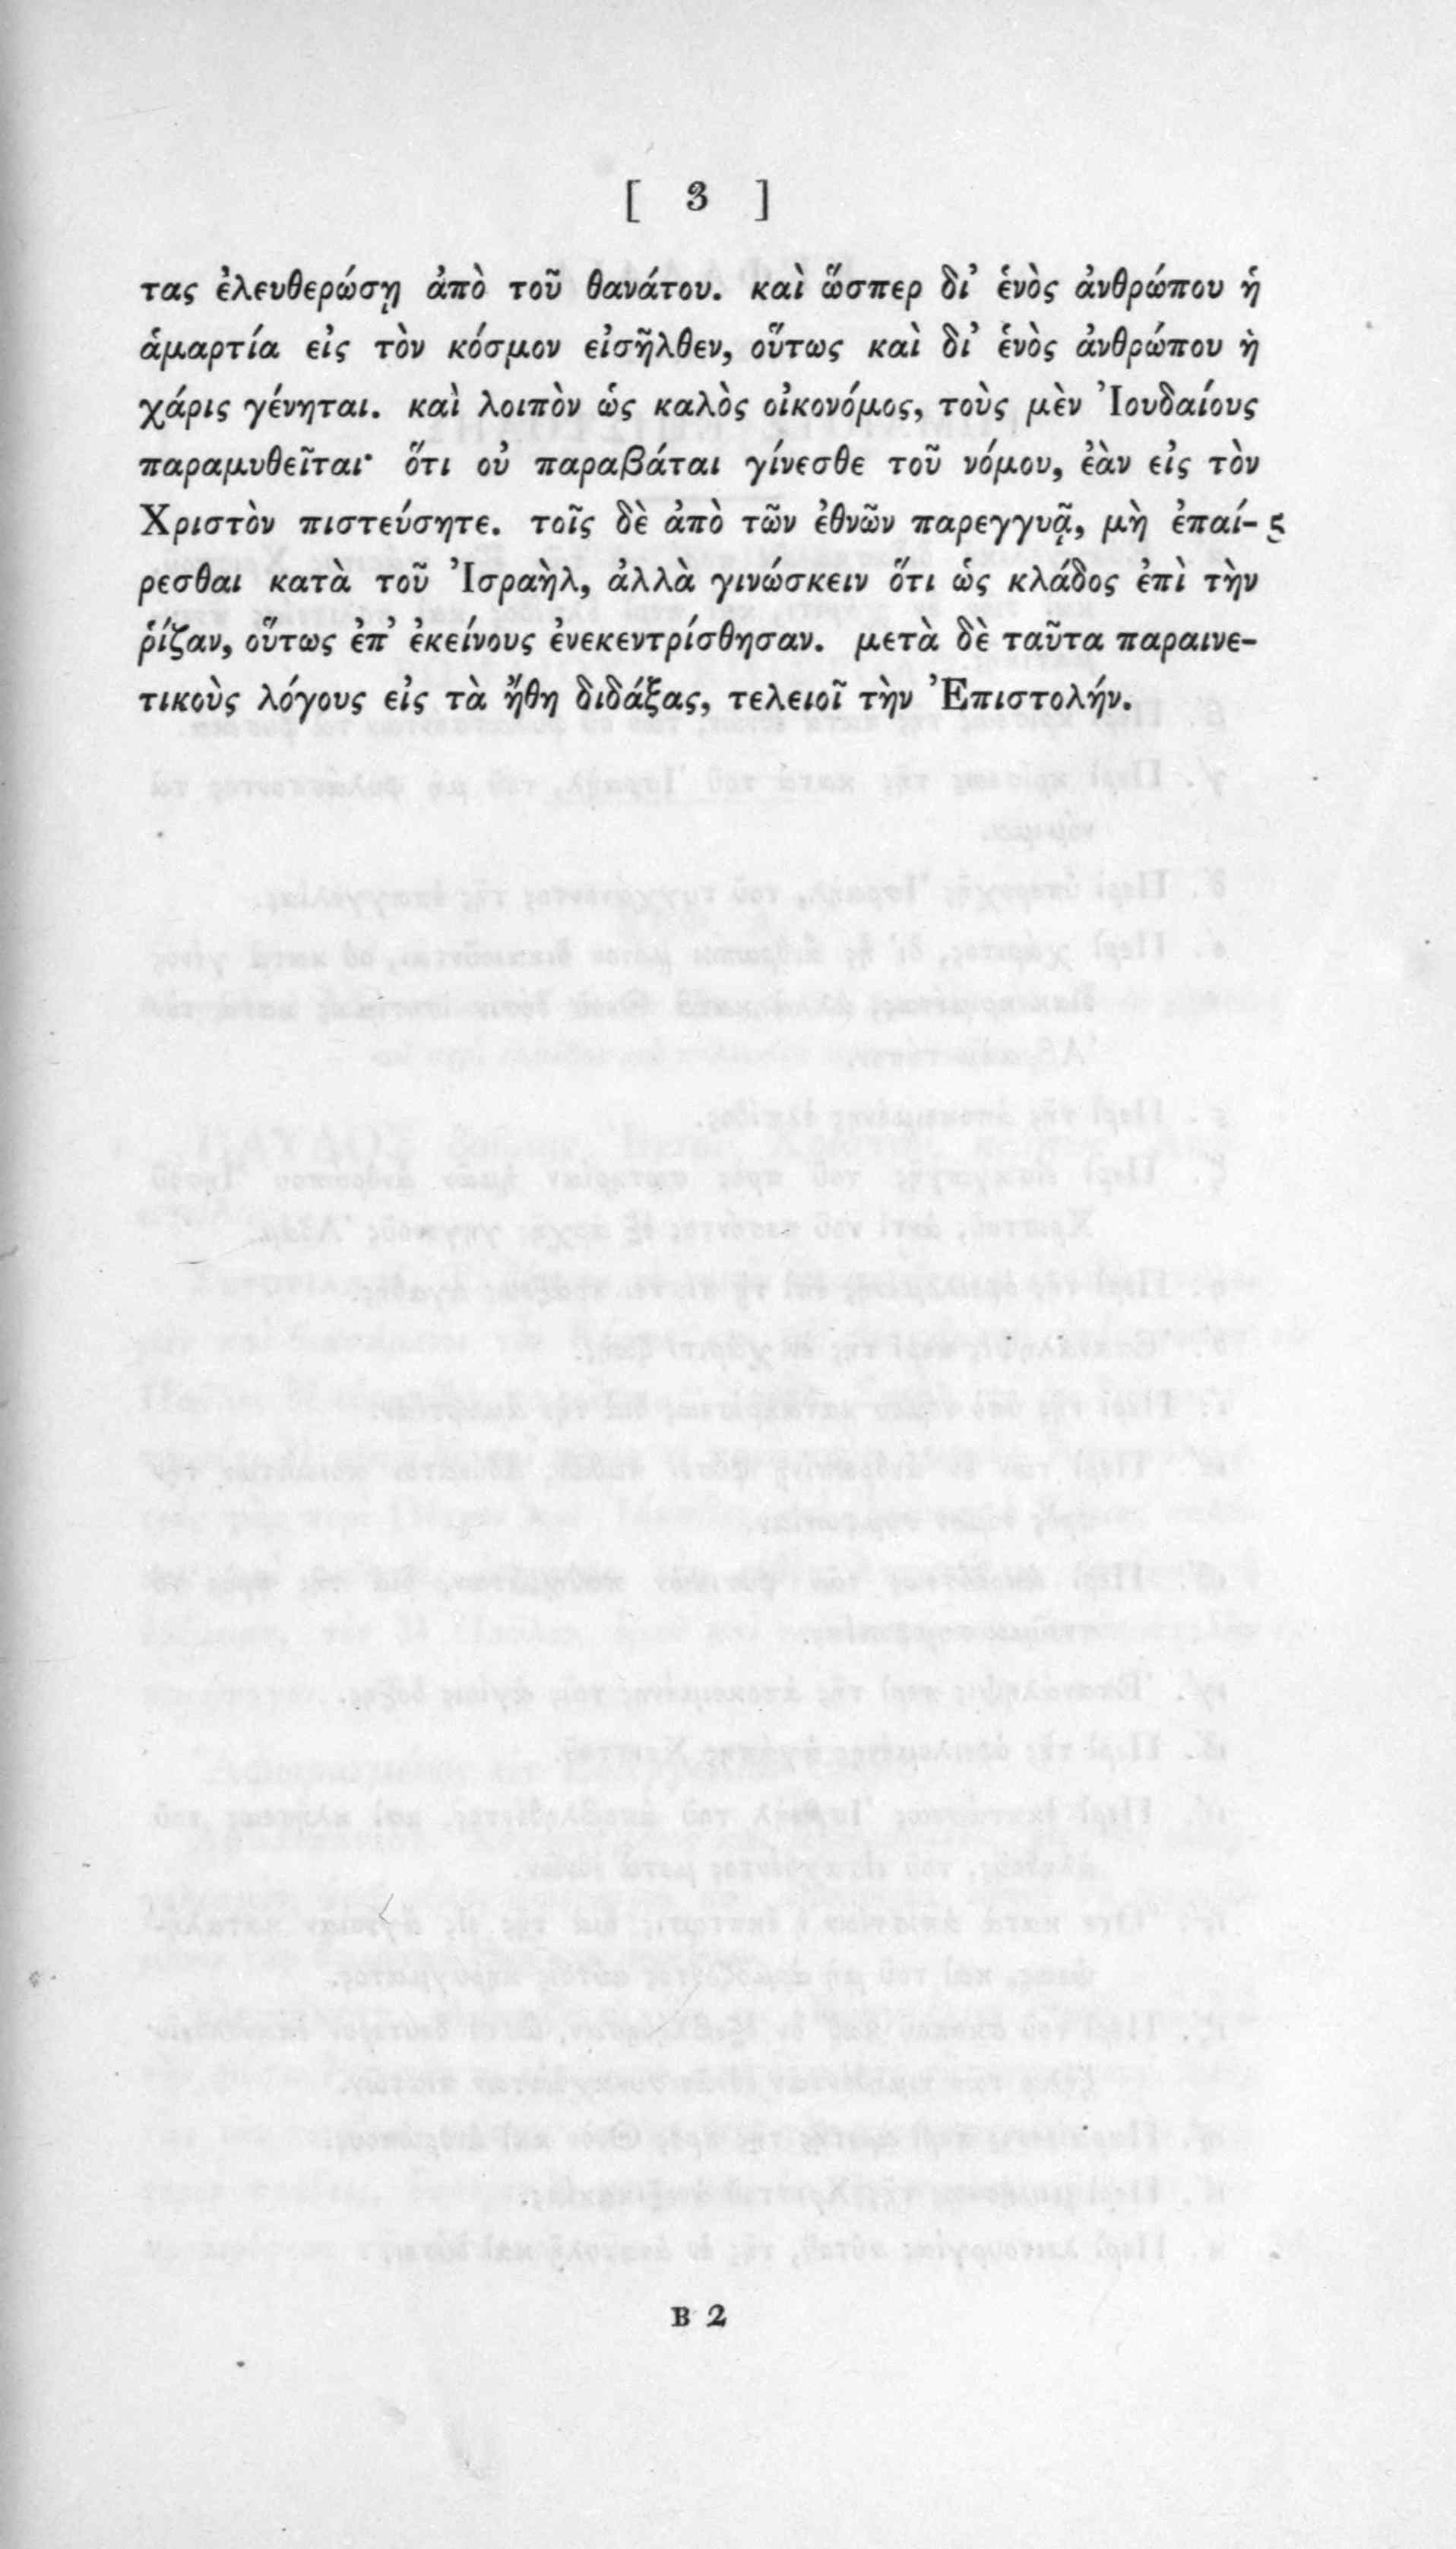 [ 3 ]
τας ἐλευθερώσῃ ἀπὸ τοῦ θανάτου. καὶ ὥσπερ δι’ ἑνὸς ἀνθρώπου ἡ
ἁμαρτία εἰς τὸν κόσμον εἰσῆλθεν, οὕτως καὶ δι’ ἑνὸς ἀνθρώπου ἡ
χάρις γένηται. καὶ λοιπὸν ὡς καλὸς οἰκονόμος, τοὺς μὲν Ἰουδαίους
παραμυθεῖται· ὅτι οὐ παραβάται γίνεσθε τοῦ νόμου, ἐὰν εἰς τὸν
Χριστὸν πιστεύσητε. τοῖς δὲ ἀπὸ τῶν ἐθνῶν παρεγγυᾷ, μὴ ἐπαί- 5
ρεσθαι κατὰ τοῦ Ἰσραὴλ, ἀλλὰ γινώσκειν ὅτι ὡς κλάδος ἐπὶ τὴν
ῥίζαν, οὕτως ἐπ’ ἐκείνους ἐνεκεντρίσθησαν. μετὰ δὲ ταῦτα παραινε-
τικοὺς λόγους εἰς τὰ ἤθη διδάξας, τελειοῖ τὴν Ἐπιστολήν.
B 2